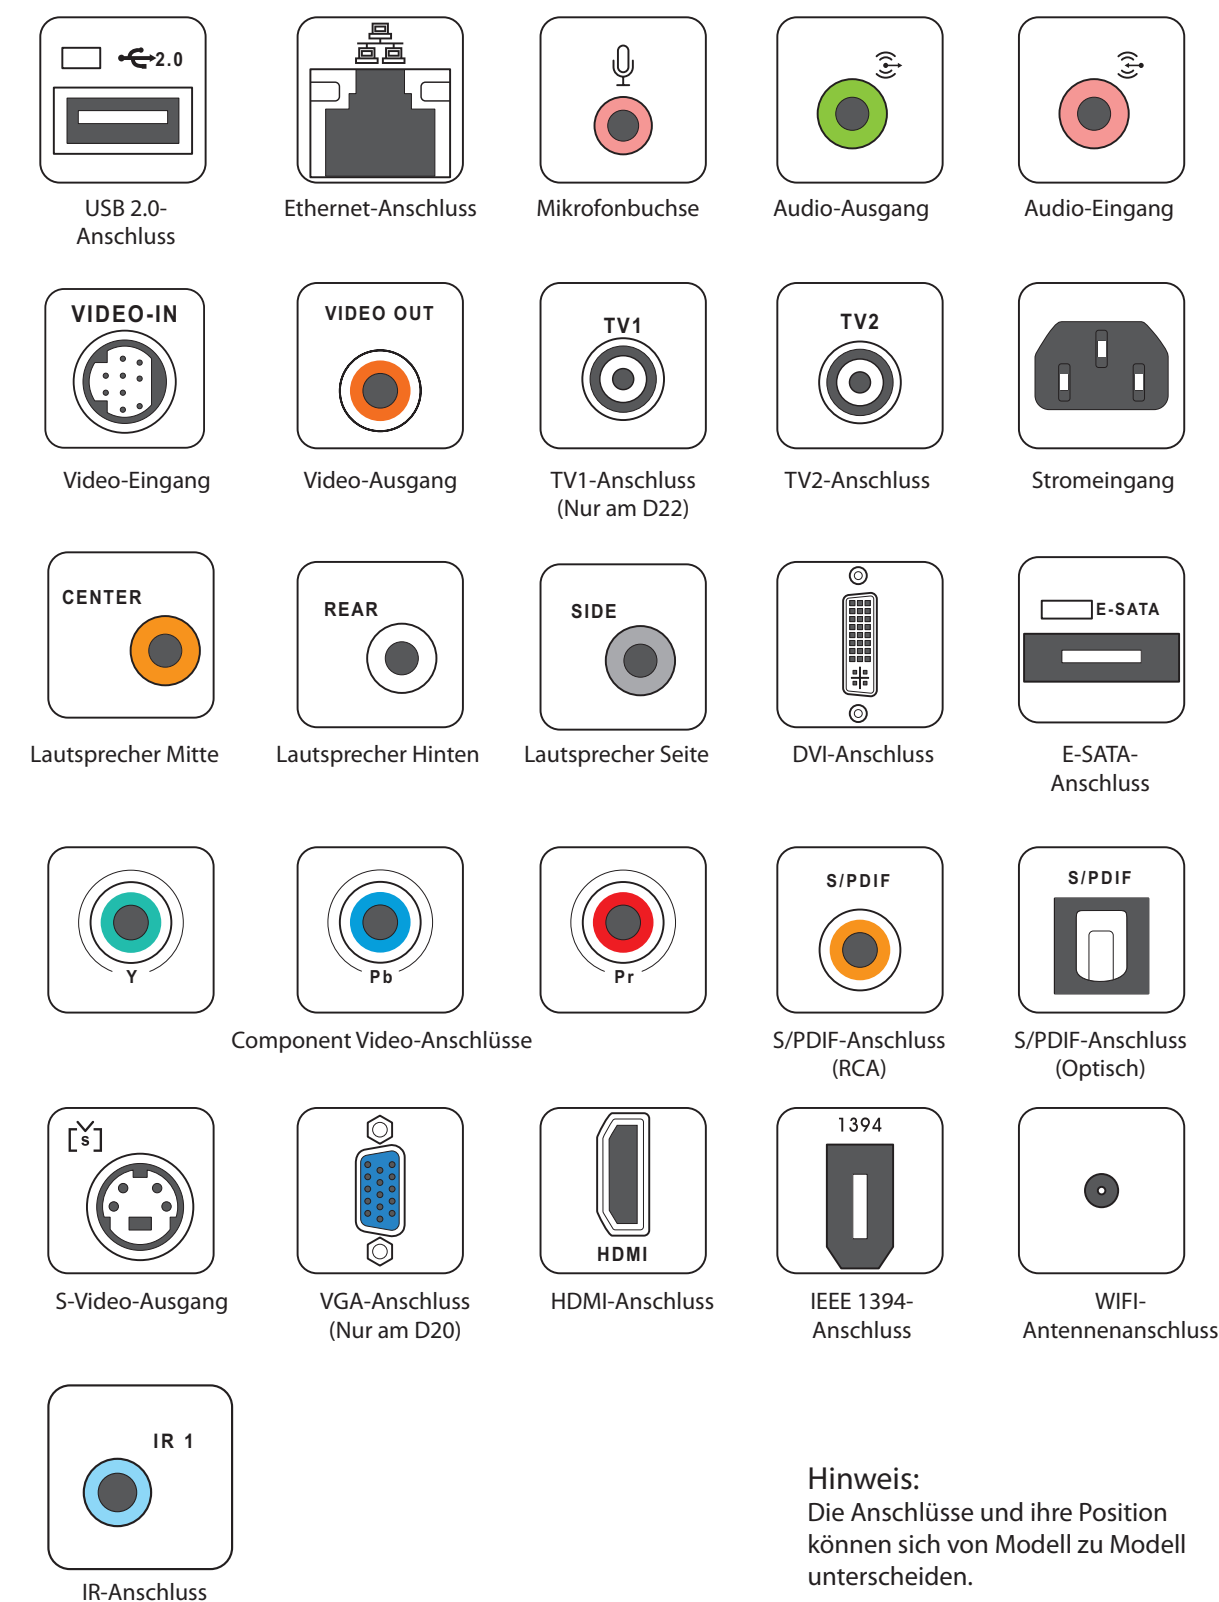 2.0
USB 2.0-
Anschluss
Ethernet-Anschluss
Mikrofonbuchse
Audio-Ausgang
Audio-Eingang
VIDEO-IN
Video-Eingang
VIDEO OUT
Video-Ausgang
TV1
TV1-Anschluss
(Nur am D22)
TV2
TV2-Anschluss
Stromeingang
CENTER
Lautsprecher Mitte
REAR
Lautsprecher Hinten
SIDE
Lautsprecher Seite
DVI-Anschluss
E-SATA
E-SATA-
Anschluss
Y
Pb
Pr
Component Video-Anschlüsse
S/PDIF
S/PDIF-Anschluss
(RCA)
S/PDIF
S/PDIF-Anschluss
(Optisch)
S
S-Video-Ausgang
VGA-Anschluss
(Nur am D20)
HDMI
HDMI-Anschluss
1394
IEEE 1394-
Anschluss
WIFI-
Antennenanschluss
IR 1
IR-Anschluss
Hinweis:
Die Anschlüsse und ihre Position
können sich von Modell zu Modell
unterscheiden.